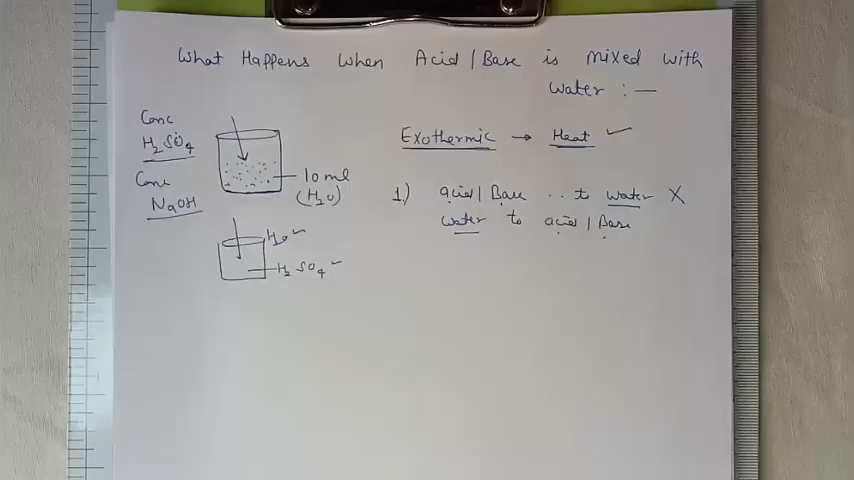 What Happens When Acid / Base is mixed with
Water : —
Conc
H₂SO₄
Conc
NaOH
10 ml
(H₂O)
H₂O ✓
H₂SO₄ ✓
Exothermic → Heat ✓
1.) acid / Base .. to water X
water to acid / Base